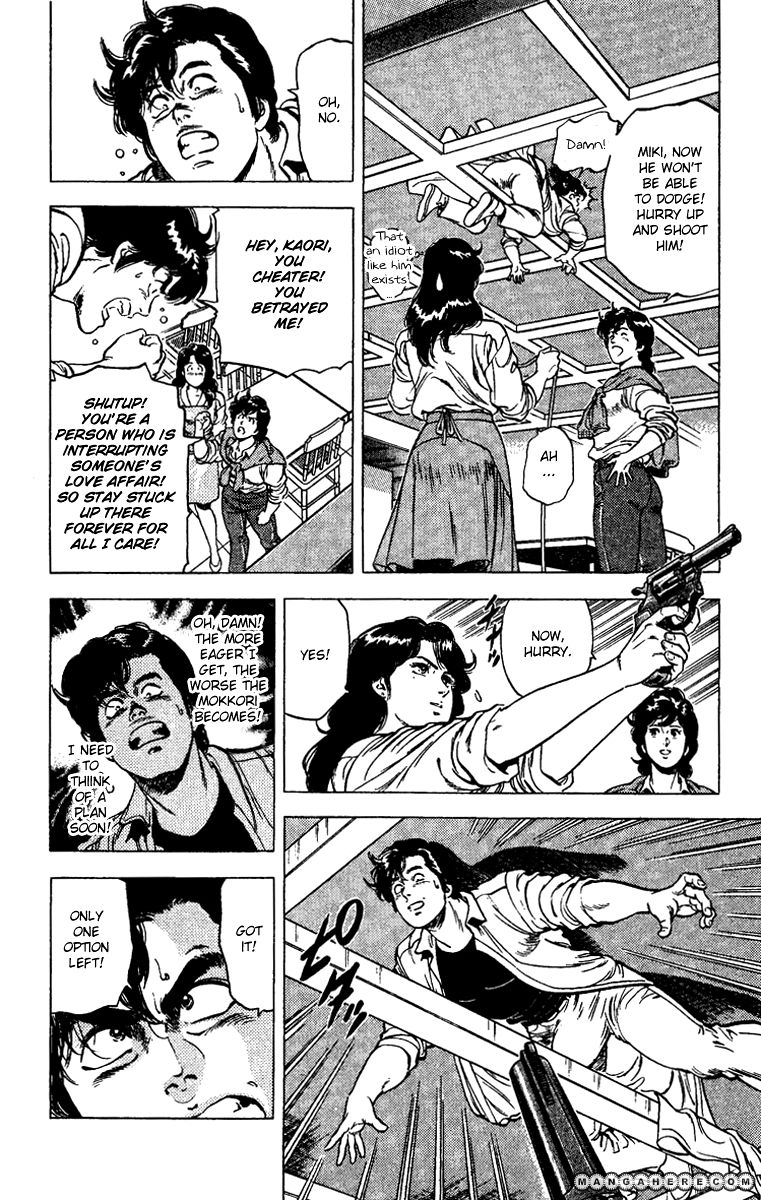 MIKI, NOW
HE WON'T
BE ABLE
TO DODGE!
HURRY UP
AND SHOOT
HIM!
Damn!
That
an idiot
like him
exists
...
AH
...
OH,
NO.
HEY, KAORI,
YOU
CHEATER!
YOU
BETRAYED
ME!
SHUTUP!
YOU'RE A
PERSON WHO IS
INTERRUPTING
SOMEONE'S
LOVE AFFAIR!
SO STAY STUCK
UP THERE
FOREVER FOR
ALL I CARE!
NOW,
HURRY.
YES!
OH, DAMN!
THE MORE
EAGER I
GET, THE
WORSE THE
MOKKORI
BECOMES!
I NEED
TO
THIINK
OF A
PLAN
SOON!
ピクッ
GOT
IT!
ONLY
ONE
OPTION
LEFT!
MANGAHERE.COM